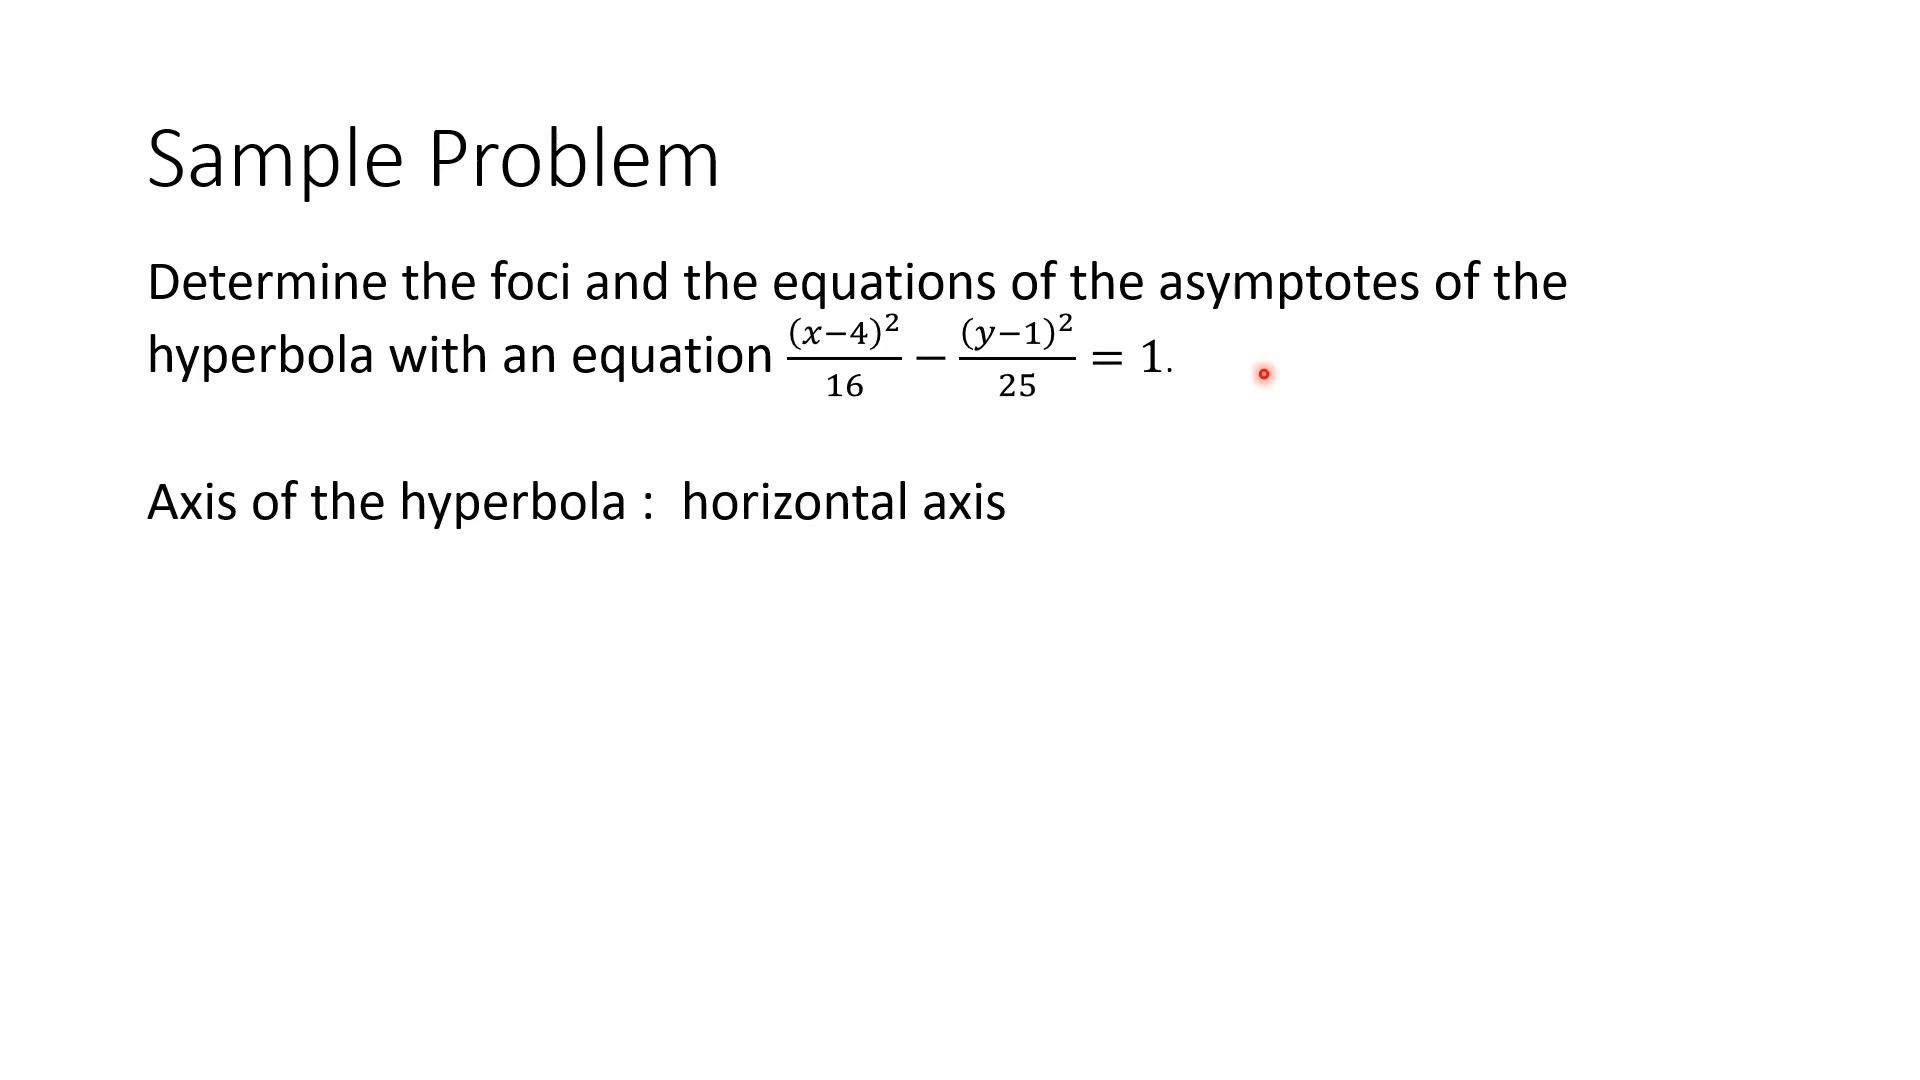 Sample Problem
Determine the foci and the equations of the asymptotes of the
hyperbola with an equation (x−4)²/16 − (y−1)²/25 = 1.
Axis of the hyperbola : horizontal axis